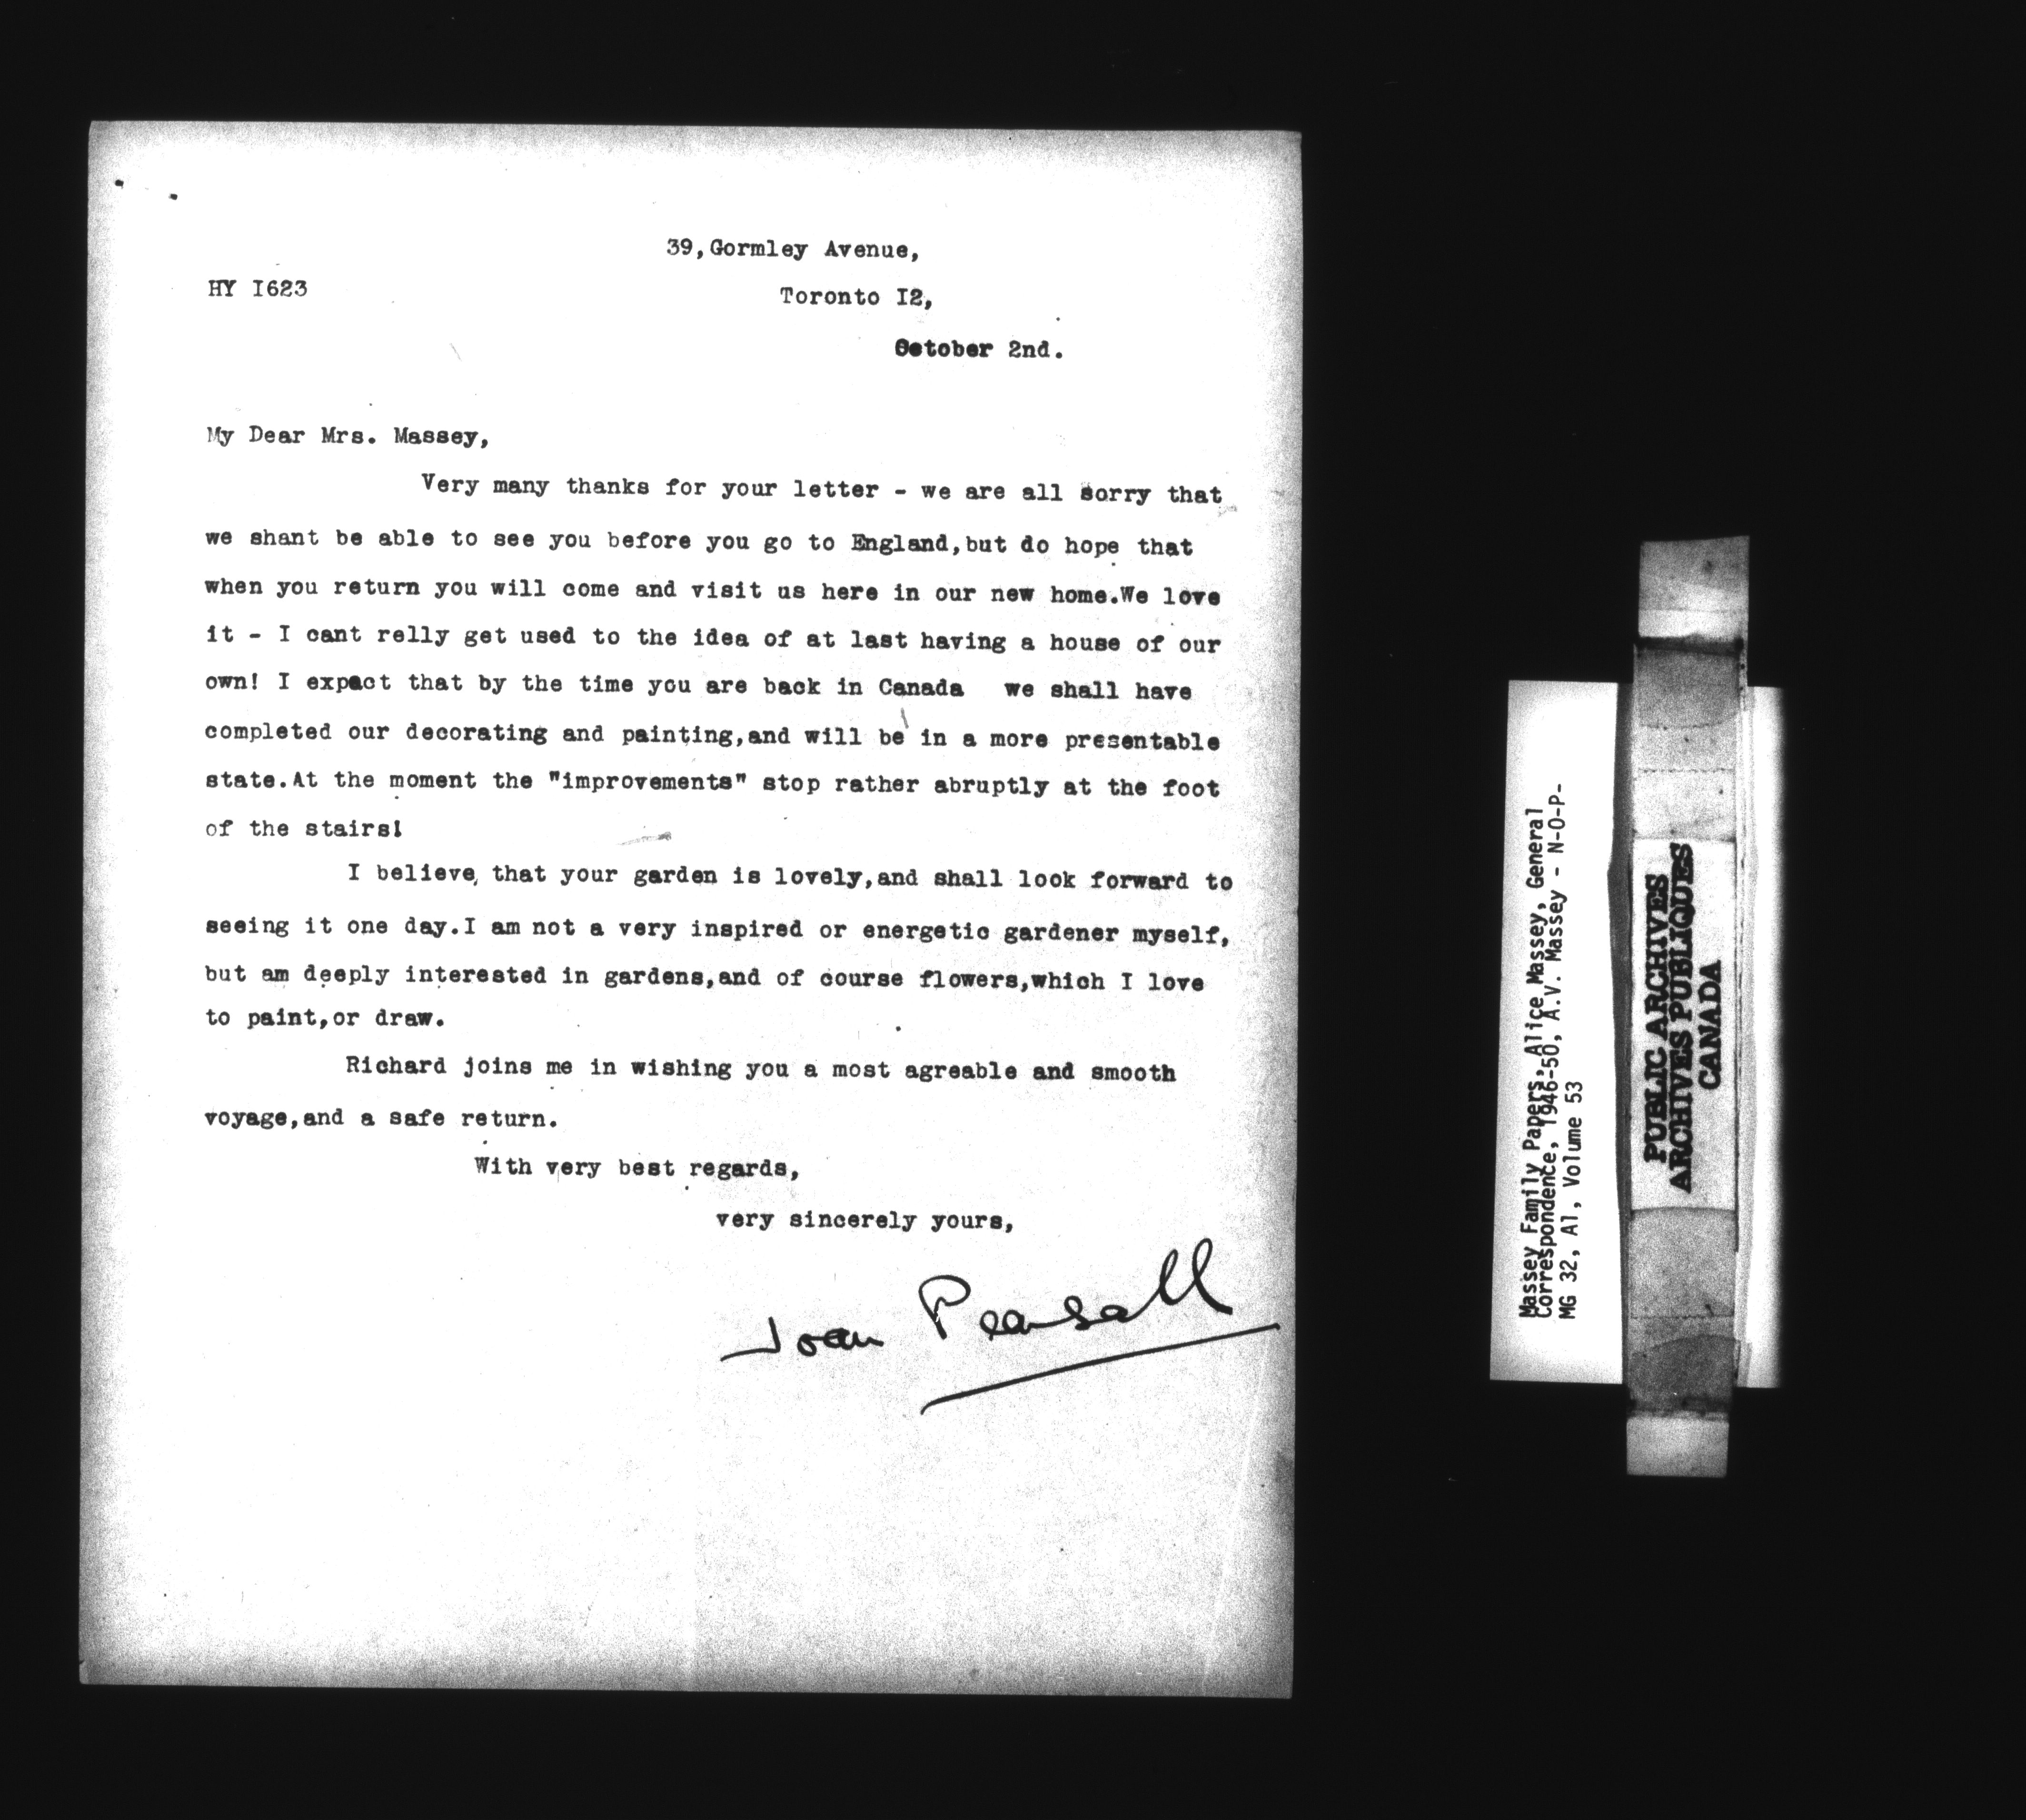 39,Gormley Avenue,
HY I623
Toronto I2,
October 2nd.
My Dear Mrs. Massey,
Very many thanks for your letter - we are all sorry that
we shant be able to see you before you go to England,but do hope that
when you return you will come and visit us here in our new home.We love
it - I cant relly get used to the idea of at last having a house of our
own! I expect that by the time you are back in Canada we shall have
completed our decorating and painting,and will be in a more presentable
state.At the moment the "improvements" stop rather abruptly at the foot
of the stairs!
I believe, that your garden is lovely,and shall look forward to
seeing it one day.I am not a very inspired or energetic gardener myself,
but am deeply interested in gardens,and of course flowers,which I love
to paint,or draw.
Richard joins me in wishing you a most agreable and smooth
voyage,and a safe return.
With very best regards,
very sincerely yours,
Joan Pearsall
Massey Family Papers, Alice Massey, General
Correspondence, 1946-50, A.V. Massey - N-O-P-
MG 32, A1, Volume 53
PUBLIC ARCHIVES
ARCHIVES PUBLIQUES
CANADA